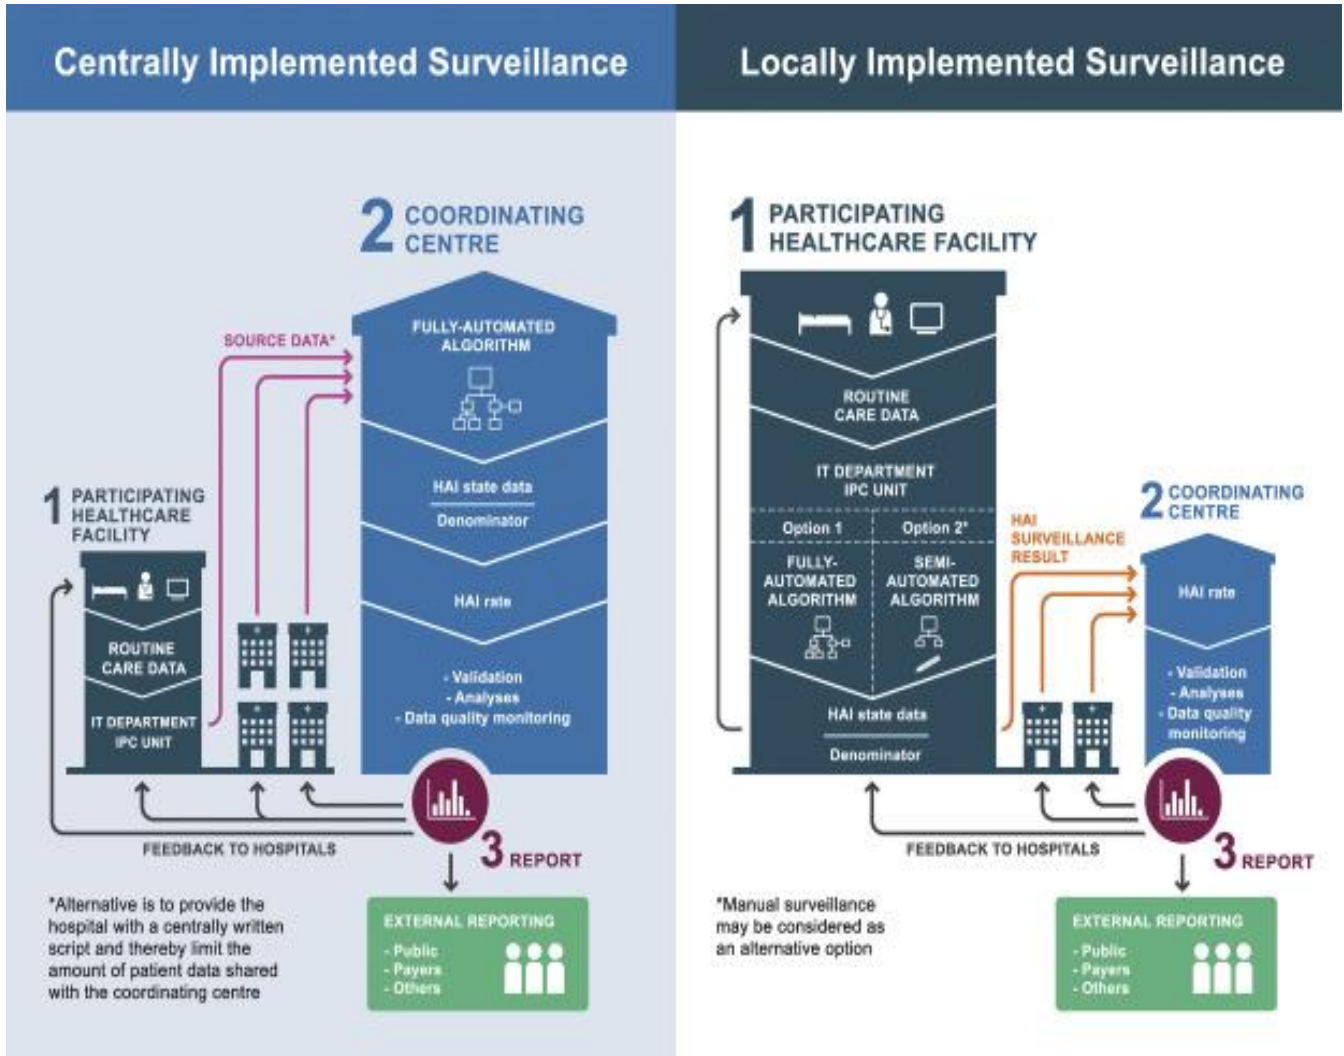 Centrally Implemented Surveillance
2 COORDINATING
CENTRE
FULLY-AUTOMATED
ALGORITHM
SOURCE DATA*
HAI state data
Denominator
1 PARTICIPATING
HEALTHCARE
FACILITY
HAI rate
ROUTINE
CARE DATA
IT DEPARTMENT
IPC UNIT
- Validation
- Analyses
- Data quality monitoring
FEEDBACK TO HOSPITALS
3 REPORT
*Alternative is to provide the
hospital with a centrally written
script and thereby limit the
amount of patient data shared
with the coordinating centre
EXTERNAL REPORTING
- Public
- Payers
- Others
Locally Implemented Surveillance
1 PARTICIPATING
HEALTHCARE FACILITY
ROUTINE
CARE DATA
IT DEPARTMENT
IPC UNIT
Option 1
Option 2*
FULLY-
AUTOMATED
ALGORITHM
SEMI-
AUTOMATED
ALGORITHM
HAI state data
Denominator
HAI
SURVEILLANCE
RESULT
2 COORDINATING
CENTRE
HAI rate
- Validation
- Analyses
- Data quality
monitoring
FEEDBACK TO HOSPITALS
3 REPORT
*Manual surveillance
may be considered as
an alternative option
EXTERNAL REPORTING
- Public
- Payers
- Others